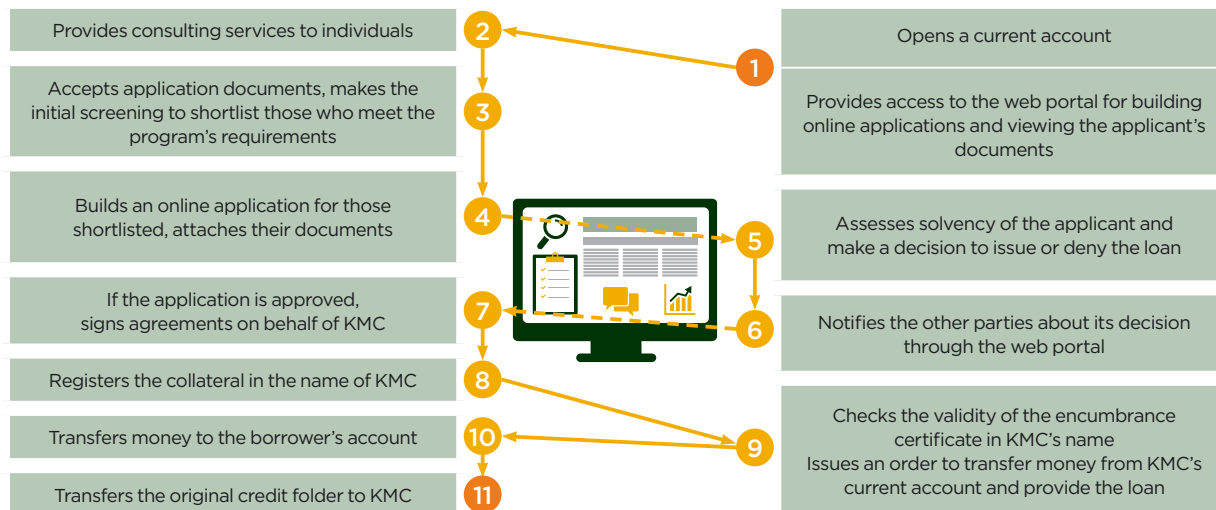 Provides consulting services to individuals
2
Opens a current account
1
Accepts application documents, makes the
initial screening to shortlist those who meet the
program's requirements
3
Provides access to the web portal for building
online applications and viewing the applicant's
documents
Builds an online application for those
shortlisted, attaches their documents
4
5
Assesses solvency of the applicant and
make a decision to issue or deny the loan
If the application is approved,
signs agreements on behalf of KMC
7
6
Notifies the other parties about its decision
through the web portal
Registers the collateral in the name of KMC
8
Transfers money to the borrower's account
10
9
Checks the validity of the encumbrance
certificate in KMC's name
Issues an order to transfer money from KMC's
current account and provide the loan
Transfers the original credit folder to KMC
11